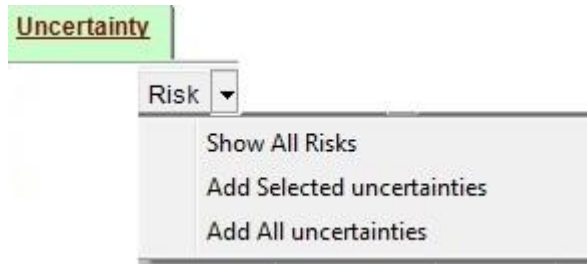 Uncertainty
Risk
Show All Risks
Add Selected uncertainties
Add All uncertainties